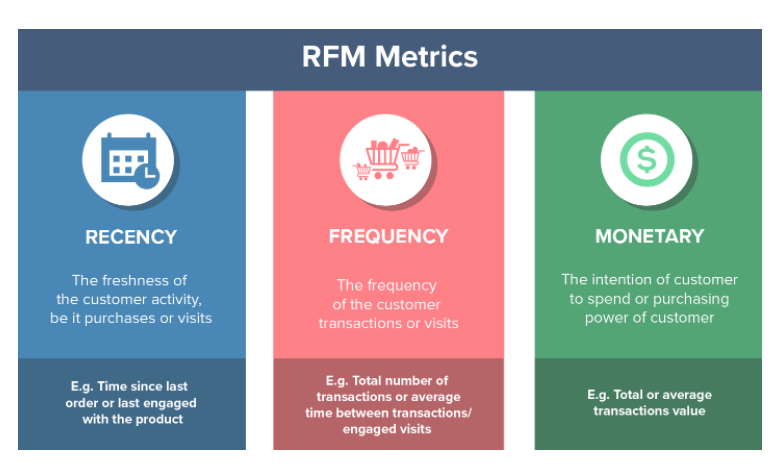 RFM Metrics
RECENCY
The freshness of
the customer activity,
be it purchases or visits
E.g. Time since last
order or last engaged
with the product
FREQUENCY
The frequency
of the customer
transactions or visits
E.g. Total number of
transactions or average
time between transactions/
engaged visits
MONETARY
The intention of customer
to spend or purchasing
power of customer
E.g. Total or average
transactions value